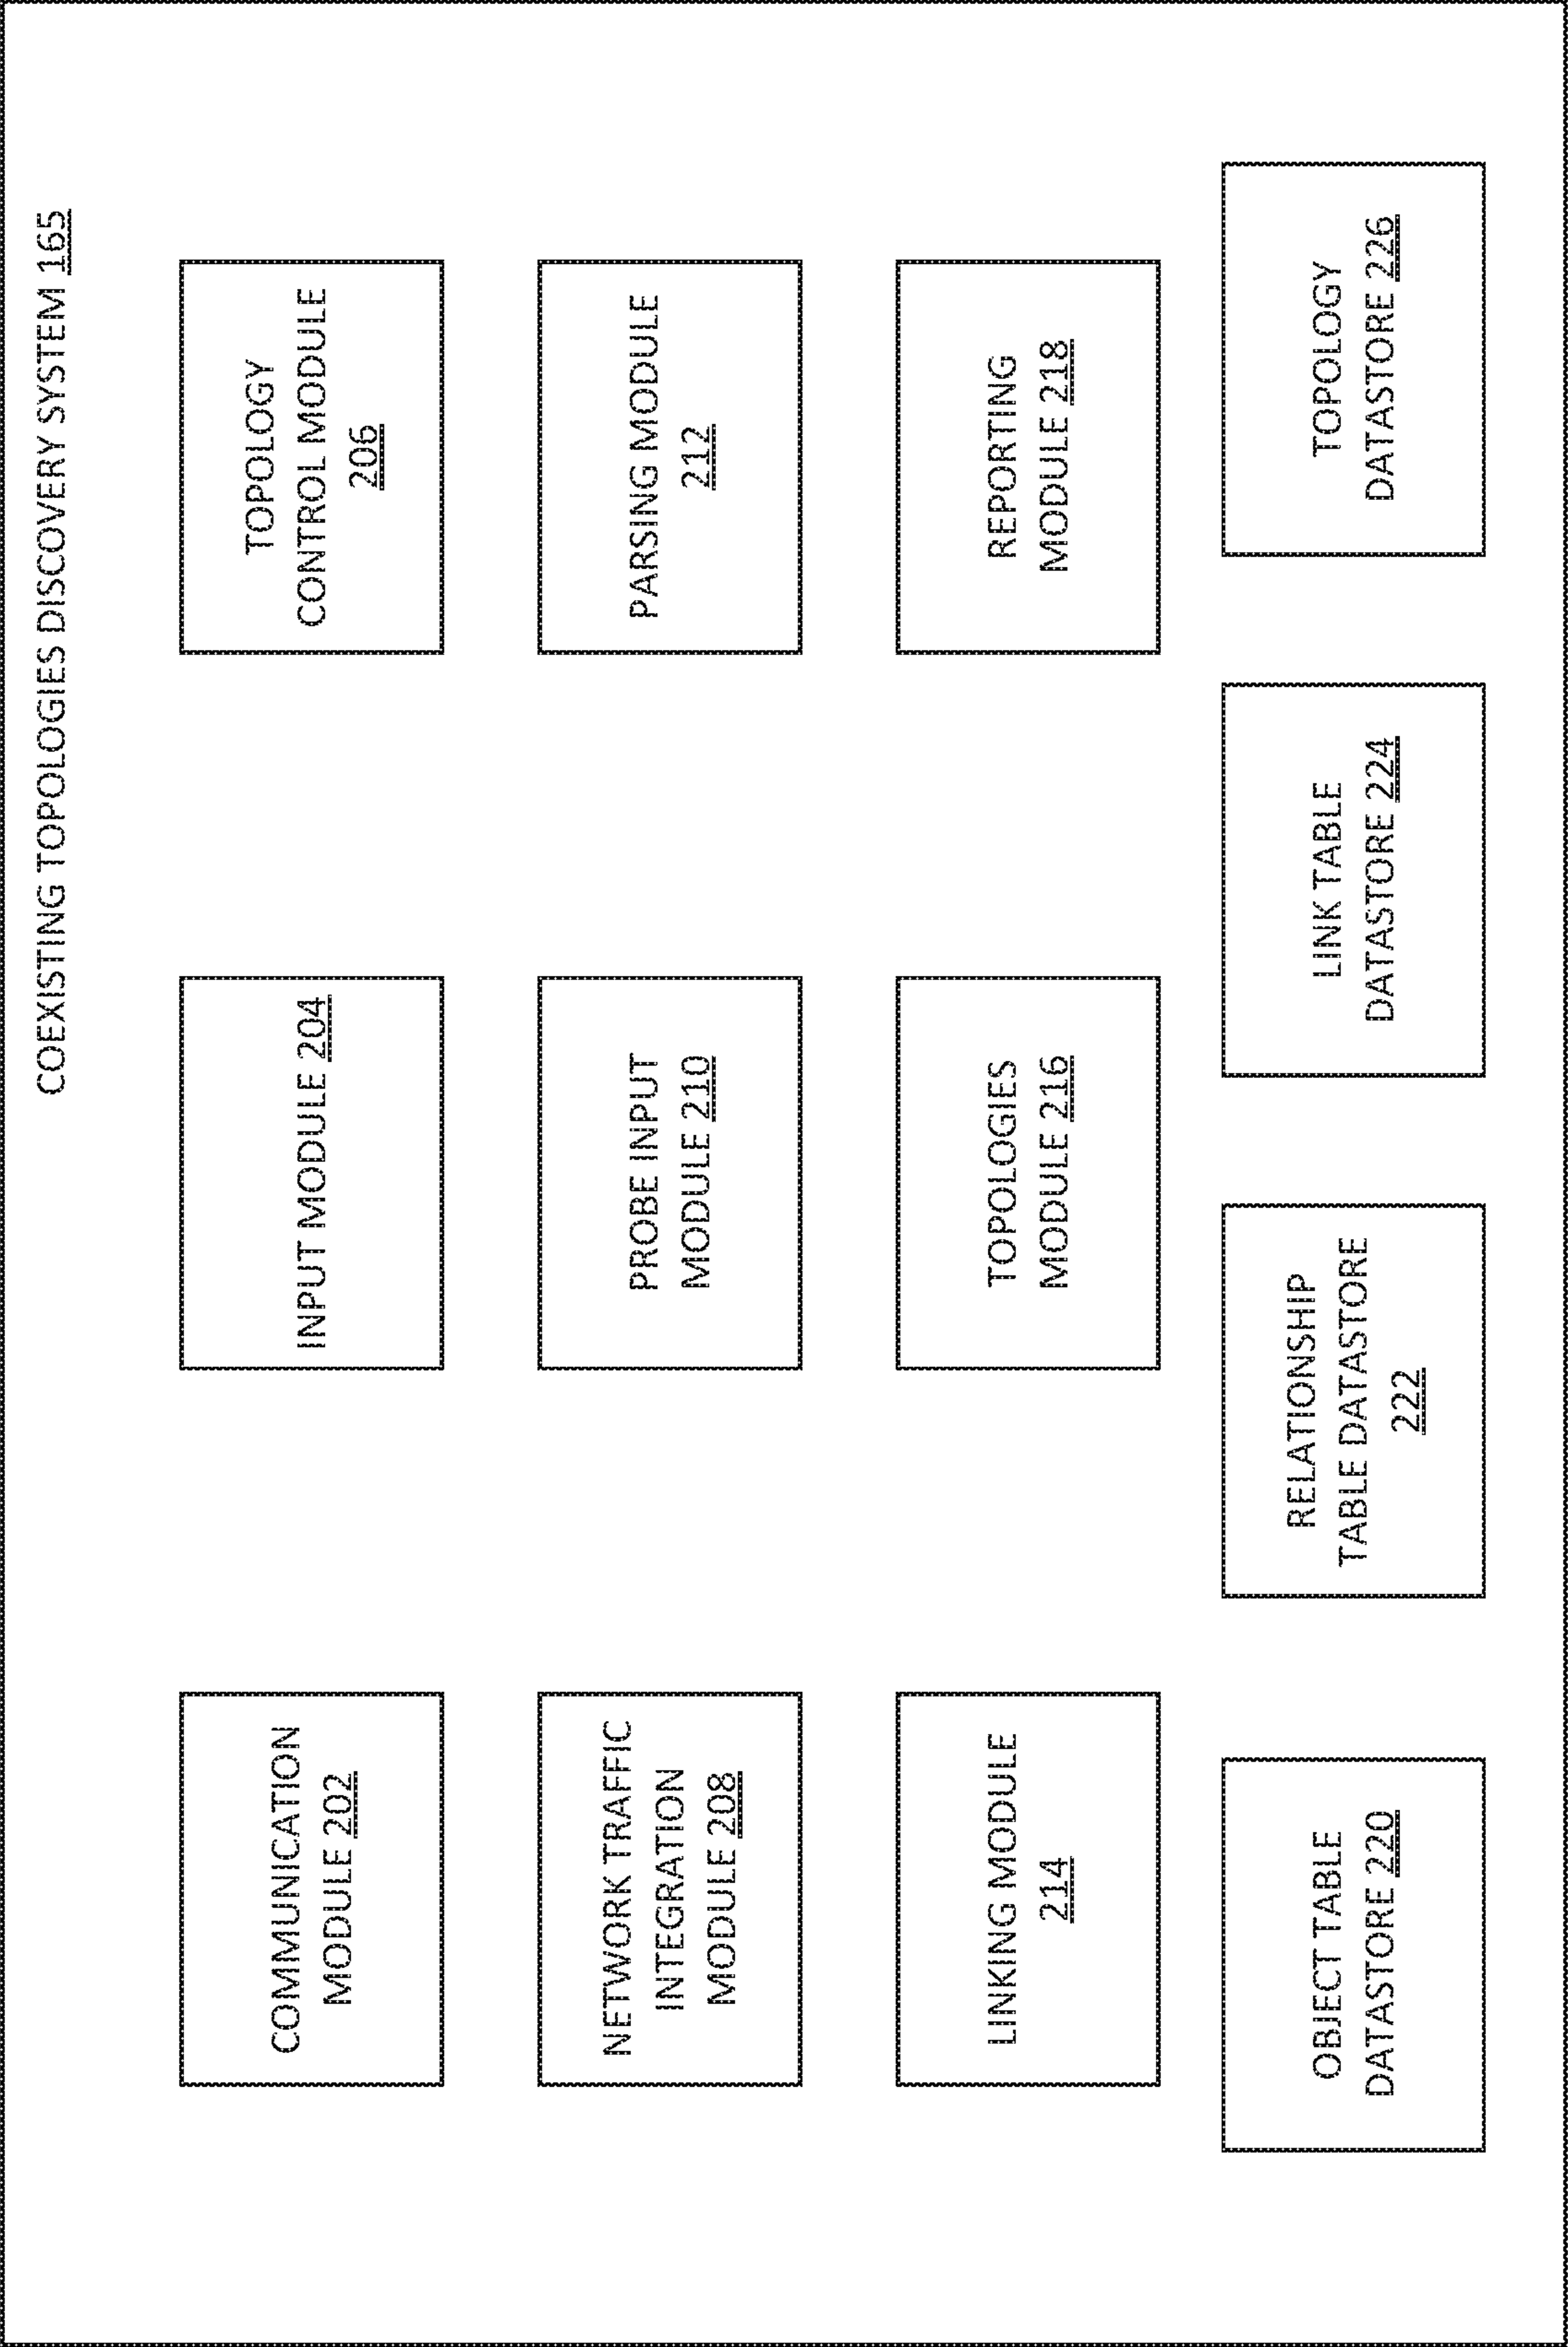 COEXISTING TOPOLOGIES DISCOVERY SYSTEM 165
COMMUNICATION
MODULE 202
INPUT MODULE 204
TOPOLOGY
CONTROL MODULE
206
NETWORK TRAFFIC
INTEGRATION
MODULE 208
PROBE INPUT
MODULE 210
PARSING MODULE
212
LINKING MODULE
214
TOPOLOGIES
MODULE 216
REPORTING
MODULE 218
OBJECT TABLE
DATASTORE 220
RELATIONSHIP
TABLE DATASTORE
222
LINK TABLE
DATASTORE 224
TOPOLOGY
DATASTORE 226